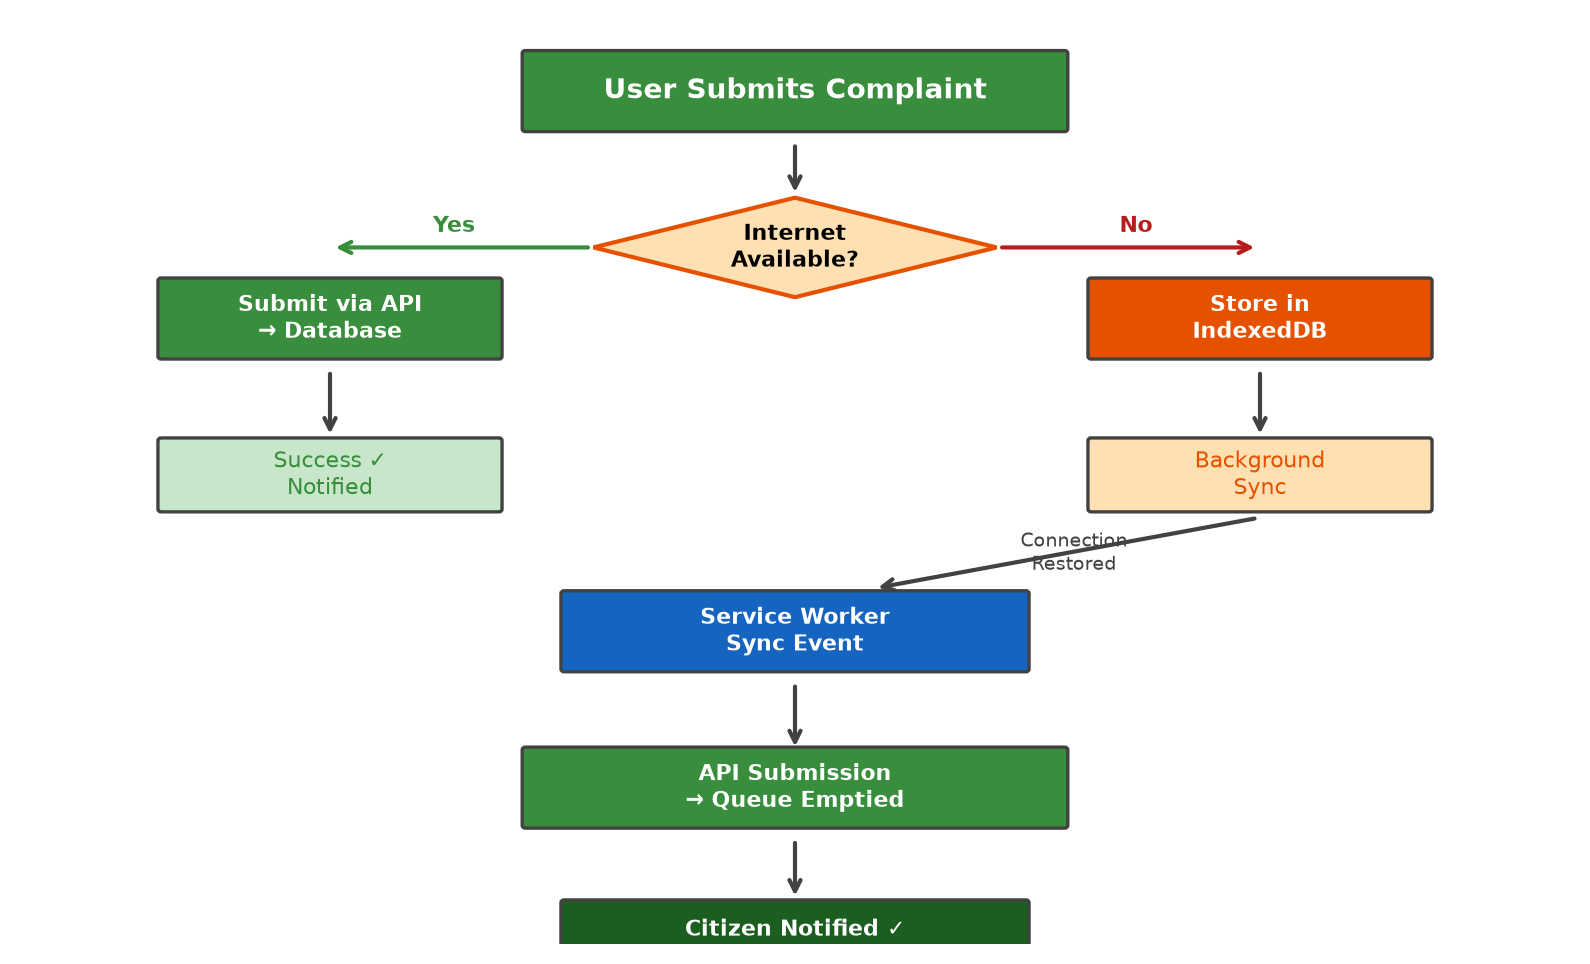 User Submits Complaint
Internet
Available?
Yes
No
Submit via API
→ Database
Store in
IndexedDB
Success ✓
Notified
Background
Sync
Connection
Restored
Service Worker
Sync Event
API Submission
→ Queue Emptied
Citizen Notified ✓